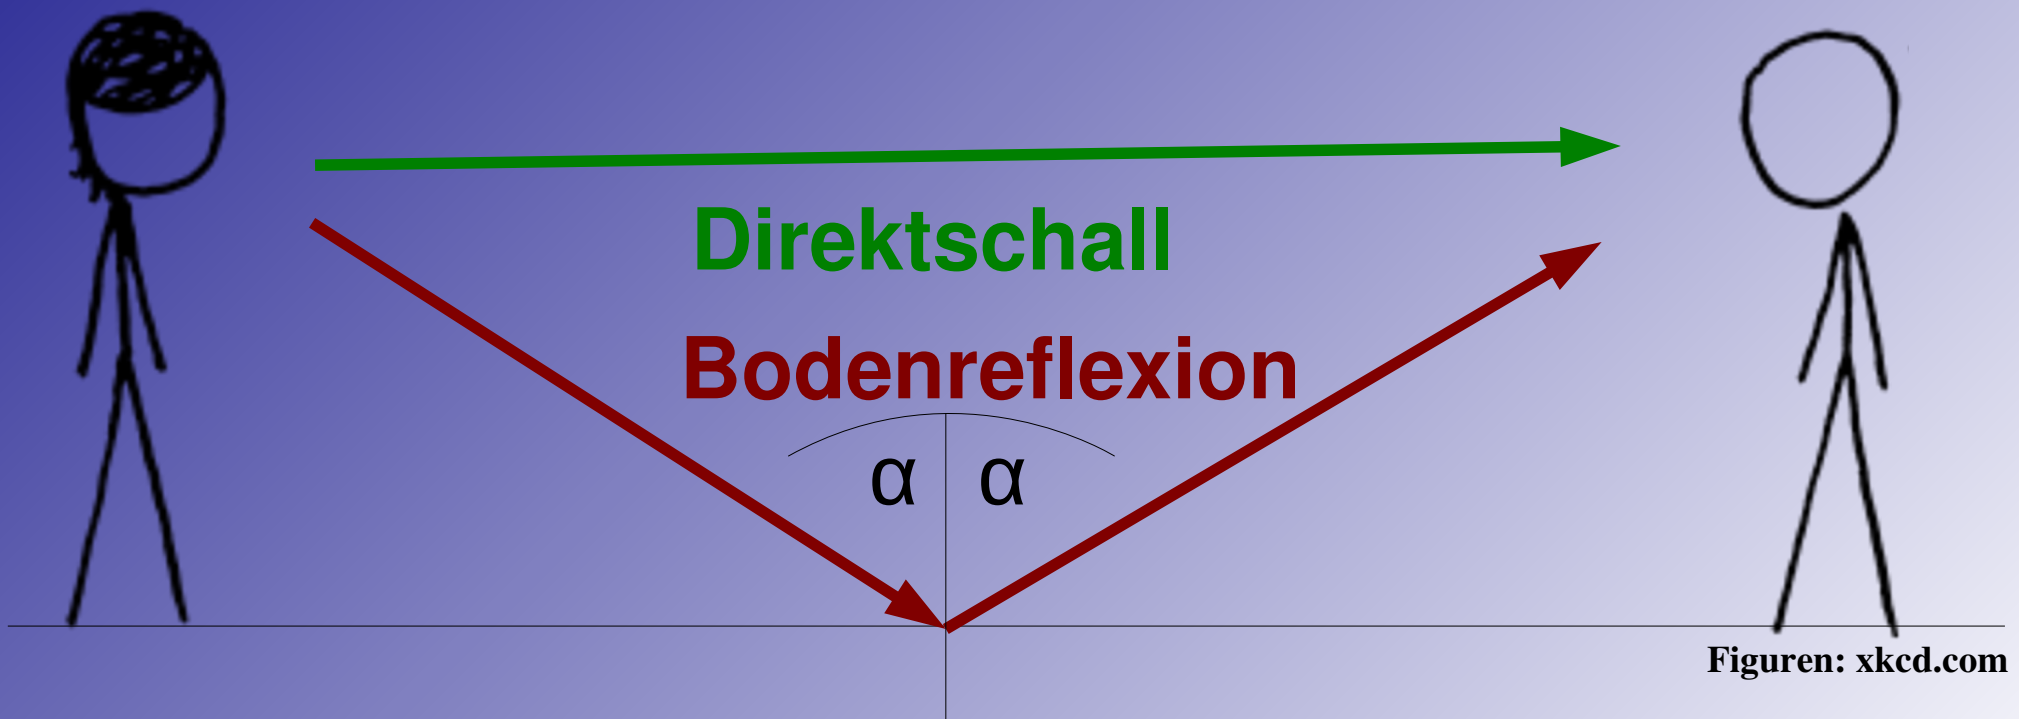 Direktschall
Bodenreflexion
α α
Figuren: xkcd.com